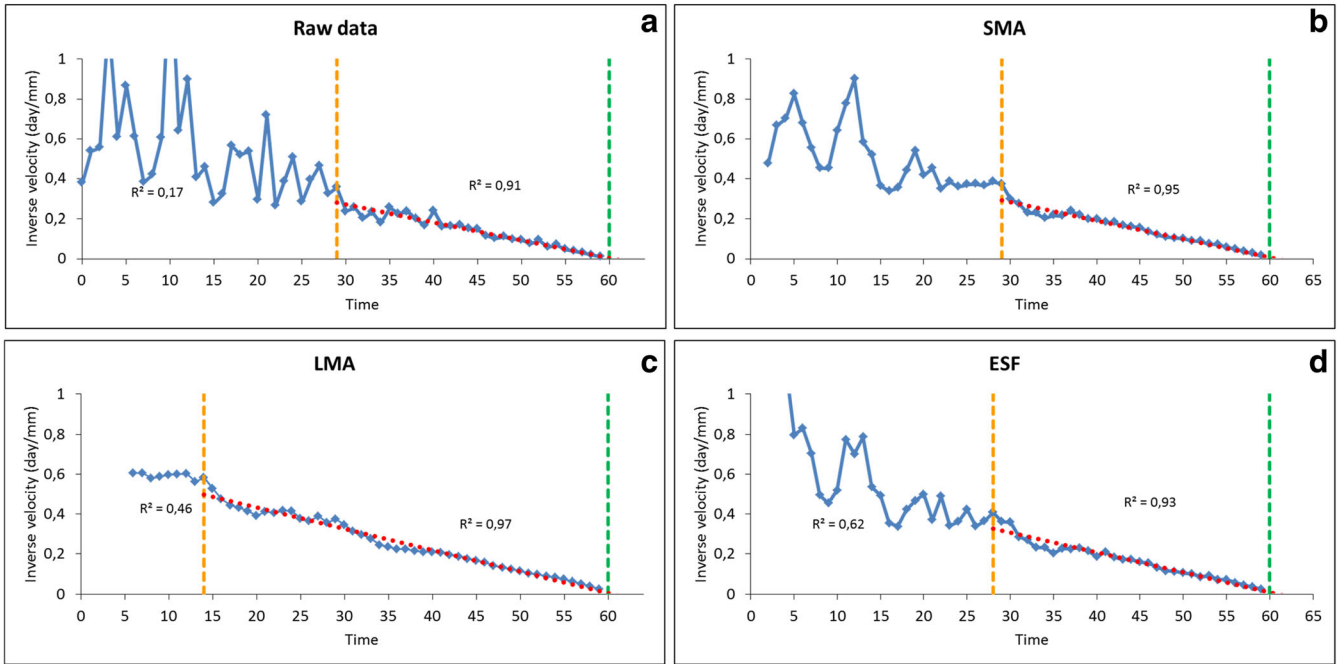 Raw data
a
Inverse velocity (day/mm)
1
0,8
0,6
0,4
0,2
0
R² = 0,17
R² = 0,91
0 5 10 15 20 25 30 35 40 45 50 55 60
Time
SMA
b
Inverse velocity (day/mm)
1
0,8
0,6
0,4
0,2
0
R² = 0,95
0 5 10 15 20 25 30 35 40 45 50 55 60 65
Time
LMA
c
Inverse velocity (day/mm)
1
0,8
0,6
0,4
0,2
0
R² = 0,46
R² = 0,97
0 5 10 15 20 25 30 35 40 45 50 55 60
Time
ESF
d
Inverse velocity (day/mm)
1
0,8
0,6
0,4
0,2
0
R² = 0,62
R² = 0,93
0 5 10 15 20 25 30 35 40 45 50 55 60 65
Time